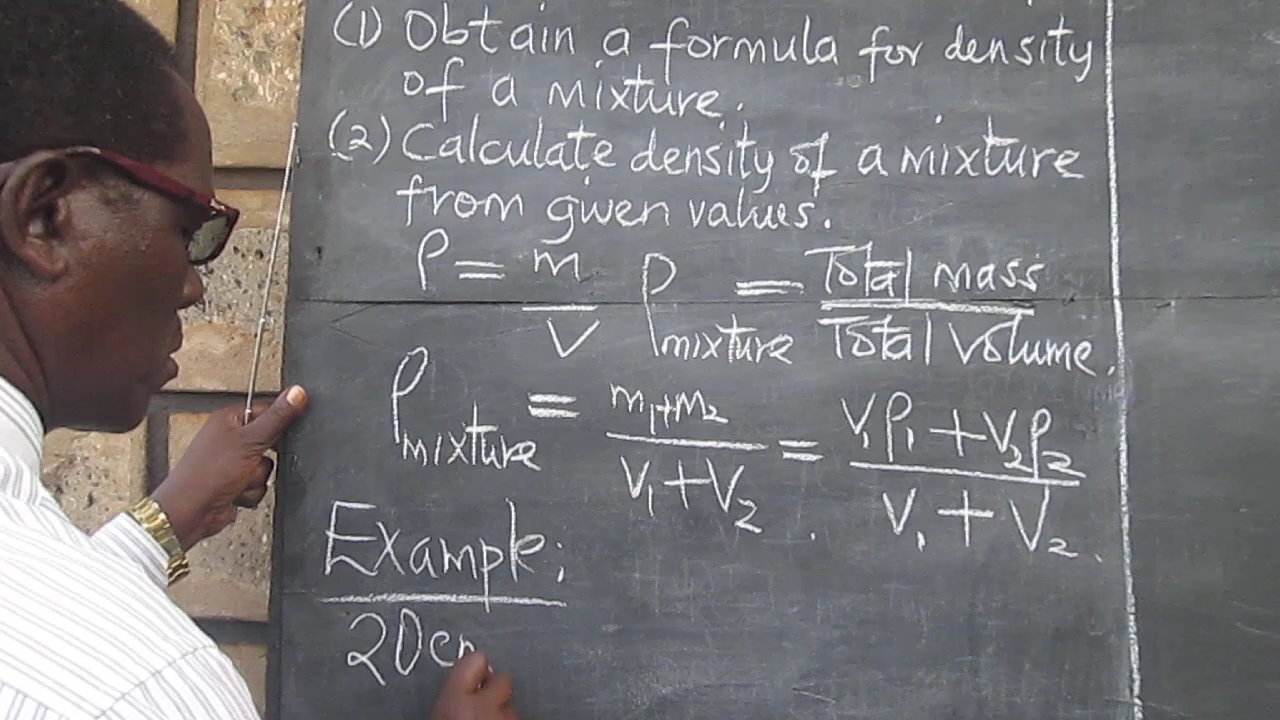 (1) Obtain a formula for density
of a mixture.
(2) Calculate density of a mixture
from given values.
ρ = m/V ρmixture = Total mass/Total Volume.
ρmixture = m₁+m₂/V₁+V₂ = V₁ρ₁+V₂ρ₂/V₁+V₂.
Example;
20cm